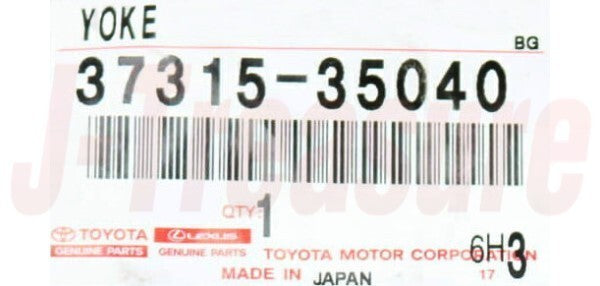 YOKE
BG
37315-35040
J-Treasure
QTY:1
TOYOTA LEXUS
GENUINE PARTS GENUINE PARTS
TOYOTA MOTOR CORPORATION
6H3
17
MADE IN JAPAN